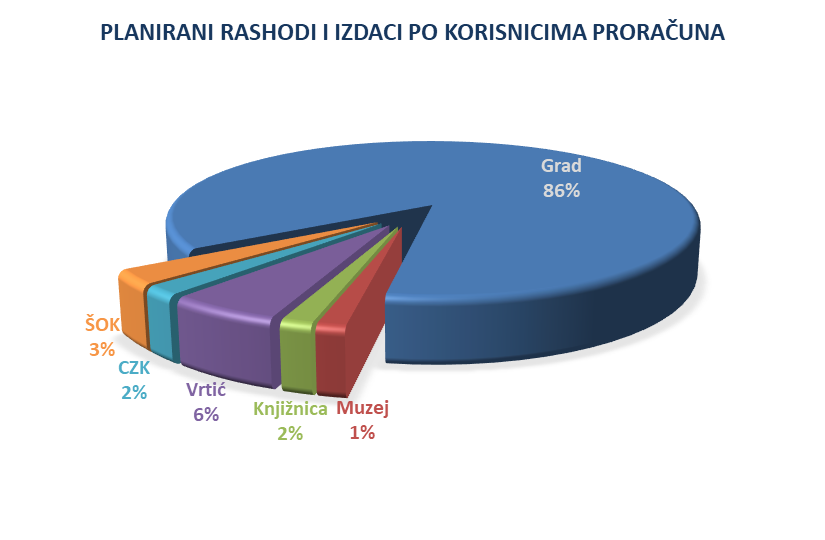 PLANIRANI RASHODI I IZDACI PO KORISNICIMA PRORAČUNA
Grad
86%
ŠOK
3%
CZK
2%
Vrtić
6%
Knjižnica
2%
Muzej
1%